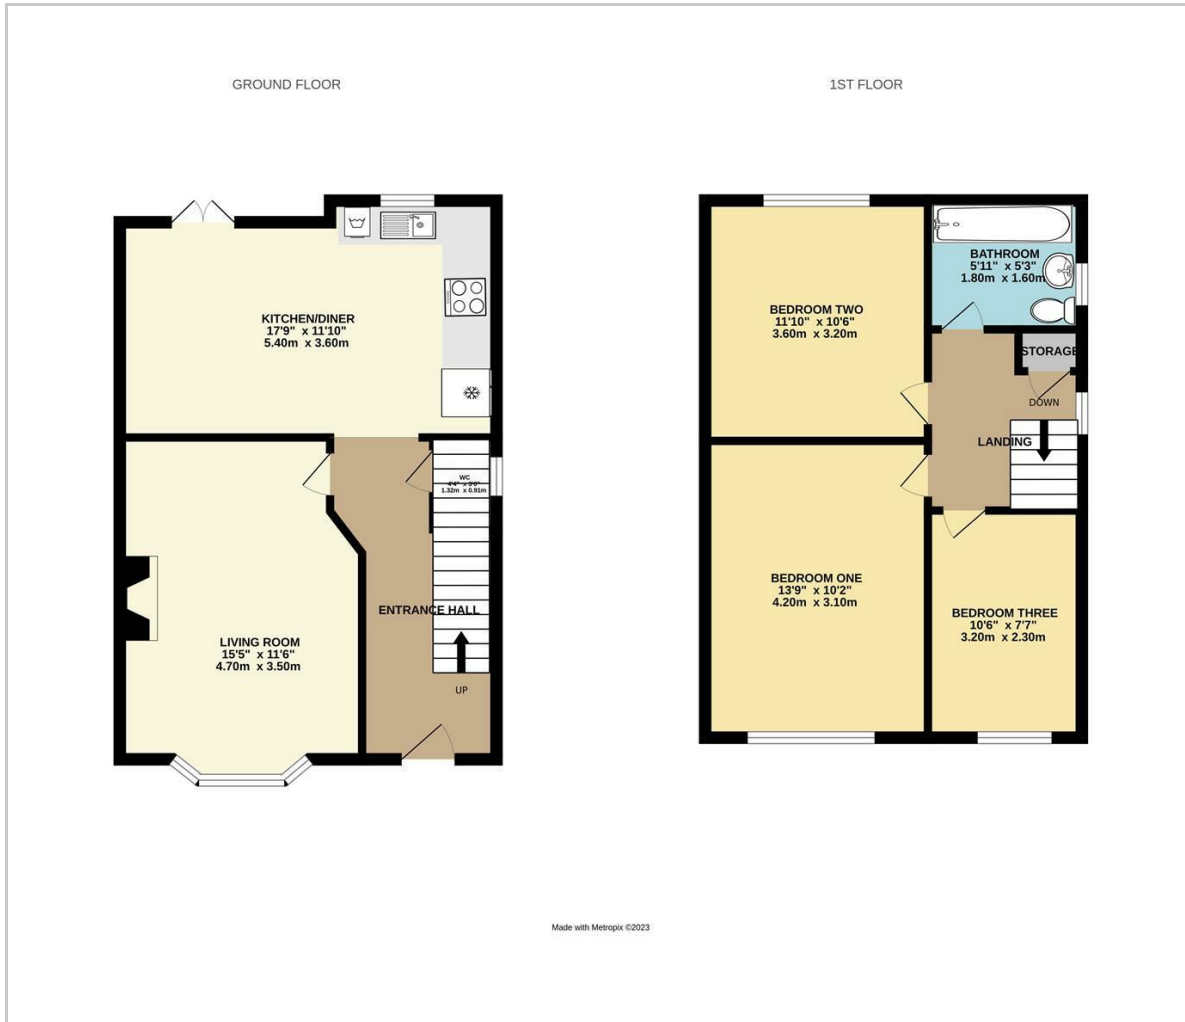 GROUND FLOOR
KITCHEN/DINER
17'9" x 11'10"
5.40m x 3.60m
WC
1.32m x 0.91m
ENTRANCE HALL
LIVING ROOM
15'5" x 11'6"
4.70m x 3.50m
UP
1ST FLOOR
BATHROOM
5'11" x 5'3"
1.80m x 1.60m
BEDROOM TWO
11'10" x 10'6"
3.60m x 3.20m
STORAGE
DOWN
LANDING
BEDROOM ONE
13'9" x 10'2"
4.20m x 3.10m
BEDROOM THREE
10'6" x 7'7"
3.20m x 2.30m
Made with Metropix ©2023